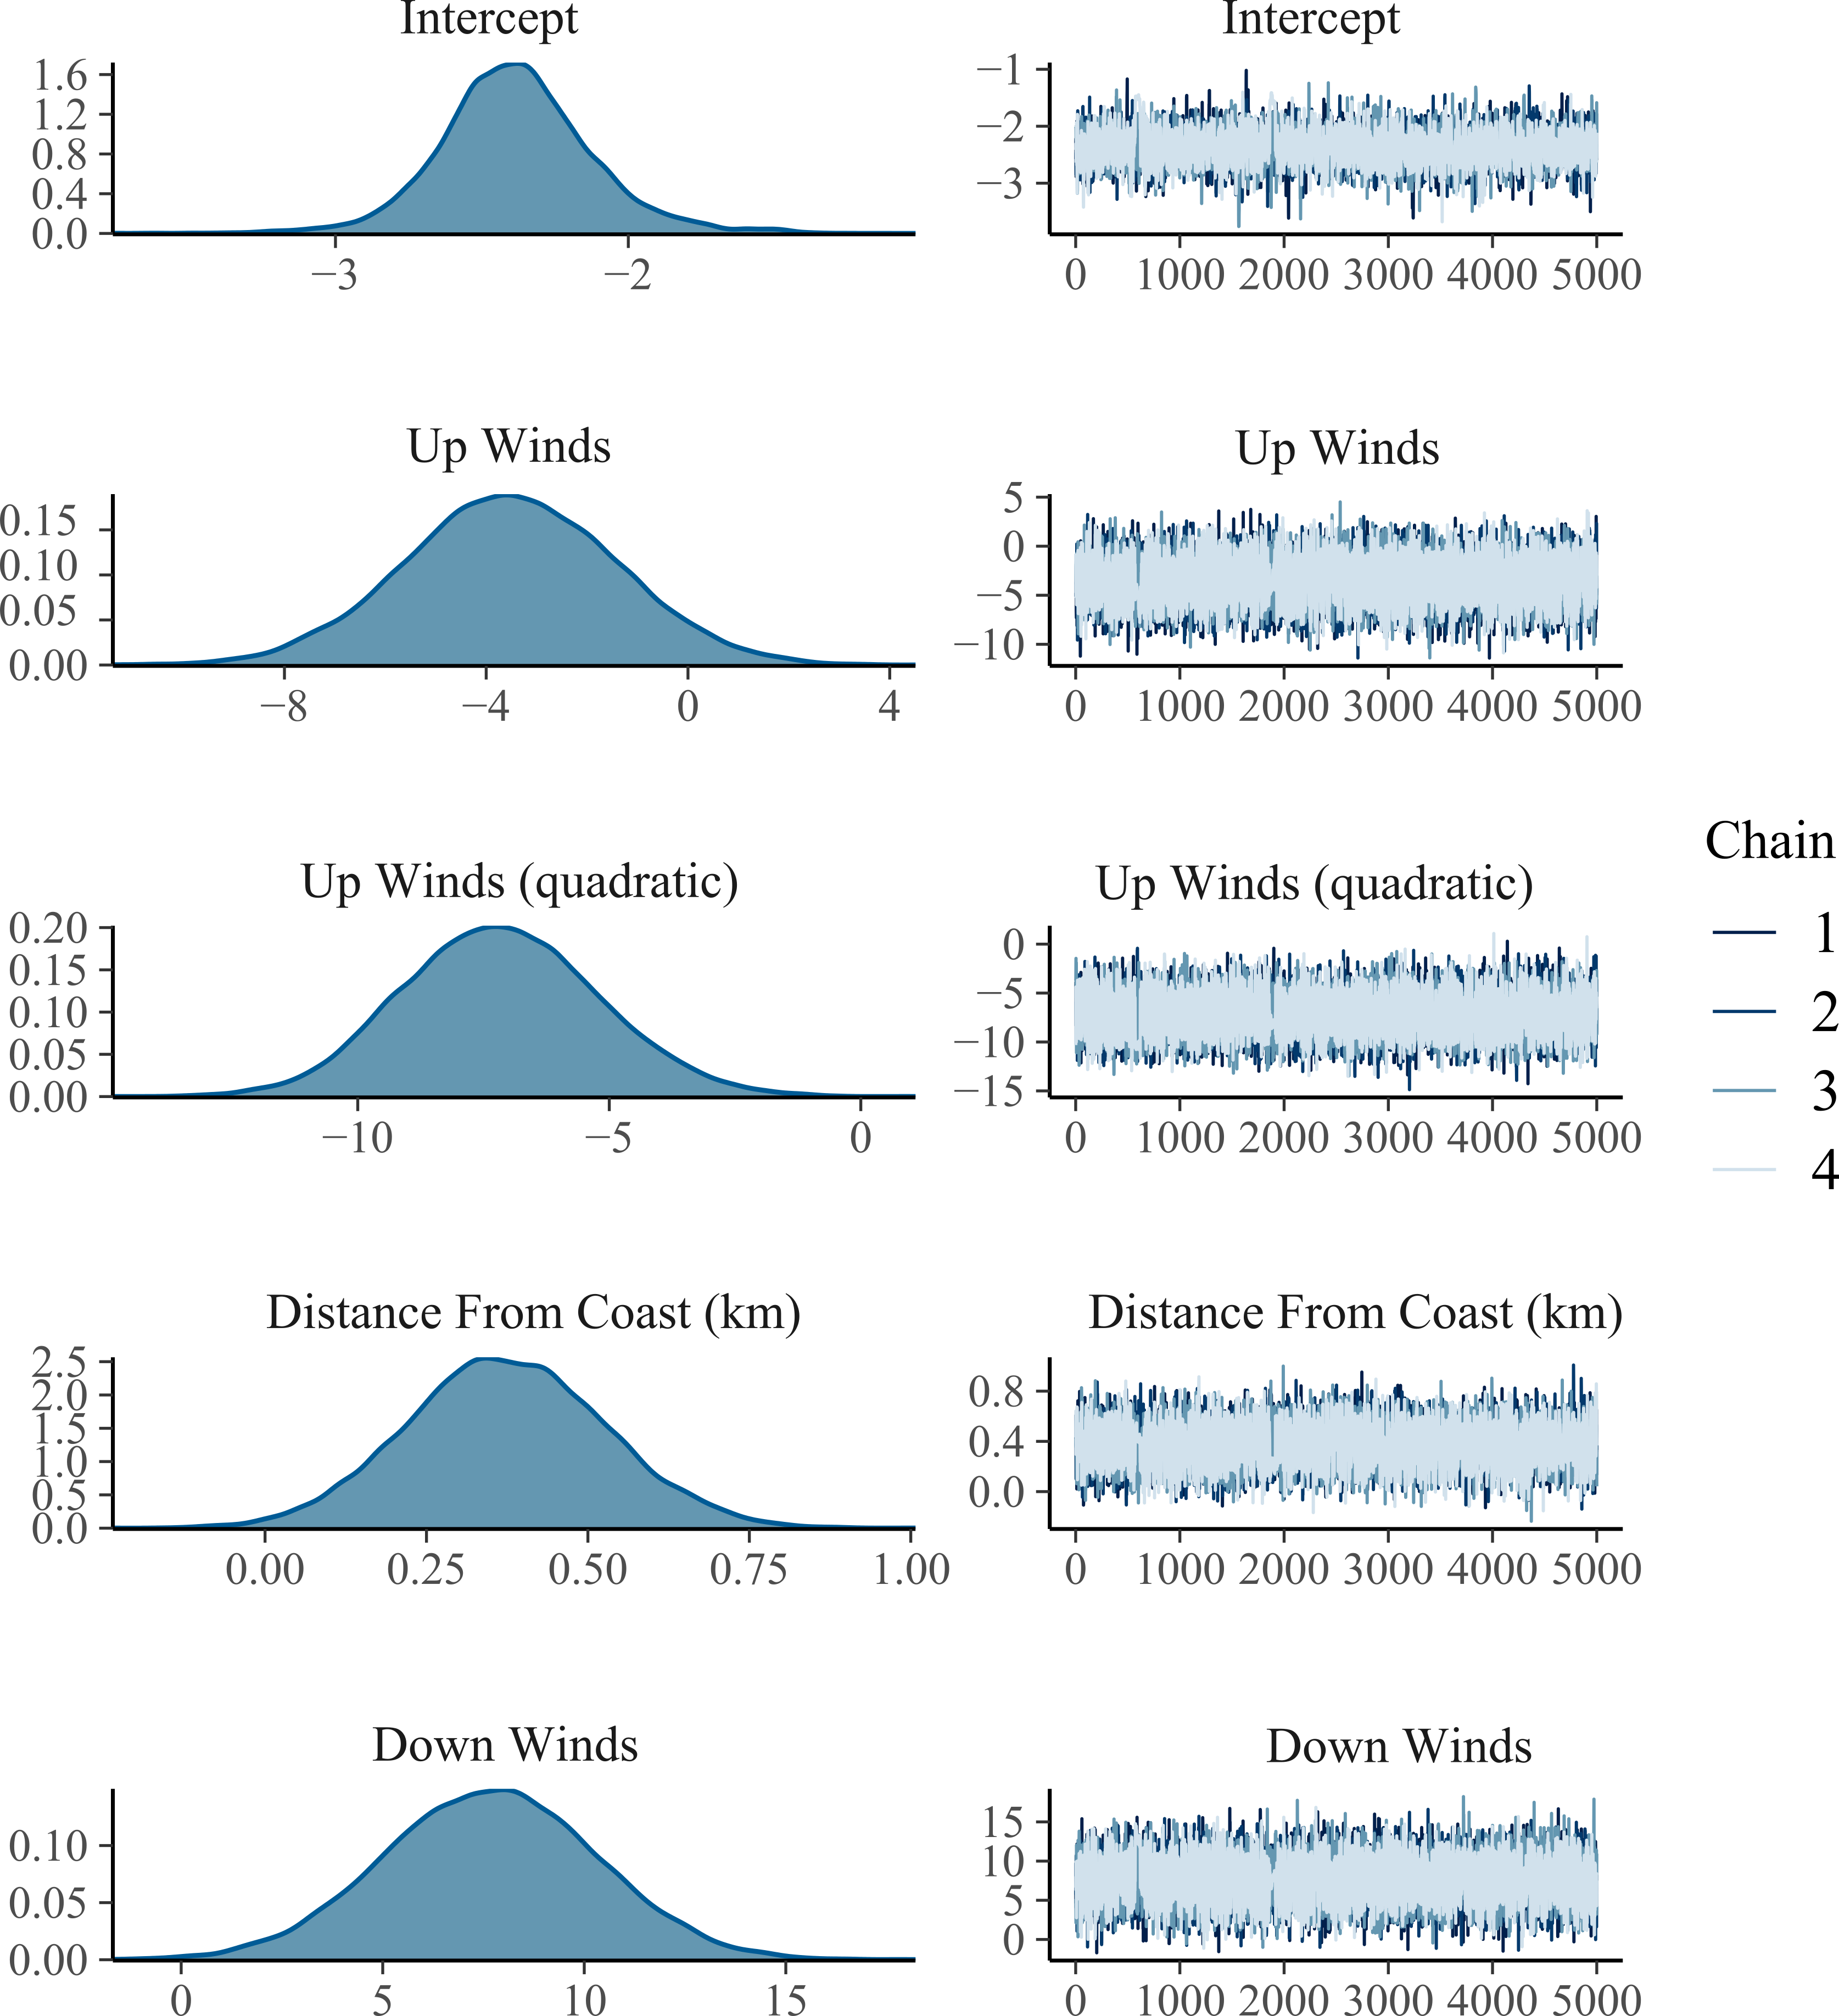 Intercept
1.6
1.2
0.8
0.4
0.0
−3 −2
Intercept
−1
−2
−3
0 1000 2000 3000 4000 5000
Up Winds
0.15
0.10
0.05
0.00
−8 −4 0 4
Up Winds
5
0
−5
−10
0 1000 2000 3000 4000 5000
Up Winds (quadratic)
0.20
0.15
0.10
0.05
0.00
−10 −5 0
Up Winds (quadratic)
0
−5
−10
−15
0 1000 2000 3000 4000 5000
Distance From Coast (km)
2.5
2.0
1.5
1.0
0.5
0.0
0.00 0.25 0.50 0.75 1.00
Distance From Coast (km)
0.8
0.4
0.0
0 1000 2000 3000 4000 5000
Down Winds
0.10
0.05
0.00
0 5 10 15
Down Winds
15
10
5
0
0 1000 2000 3000 4000 5000
Chain
1
2
3
4